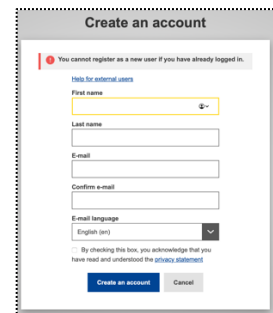 Create an account
You cannot register as a new user if you have already logged in.
Help for external users
First name
Last name
E-mail
Confirm e-mail
E-mail language
English (en)
By checking this box, you acknowledge that you
have read and understood the privacy statement
Create an account Cancel